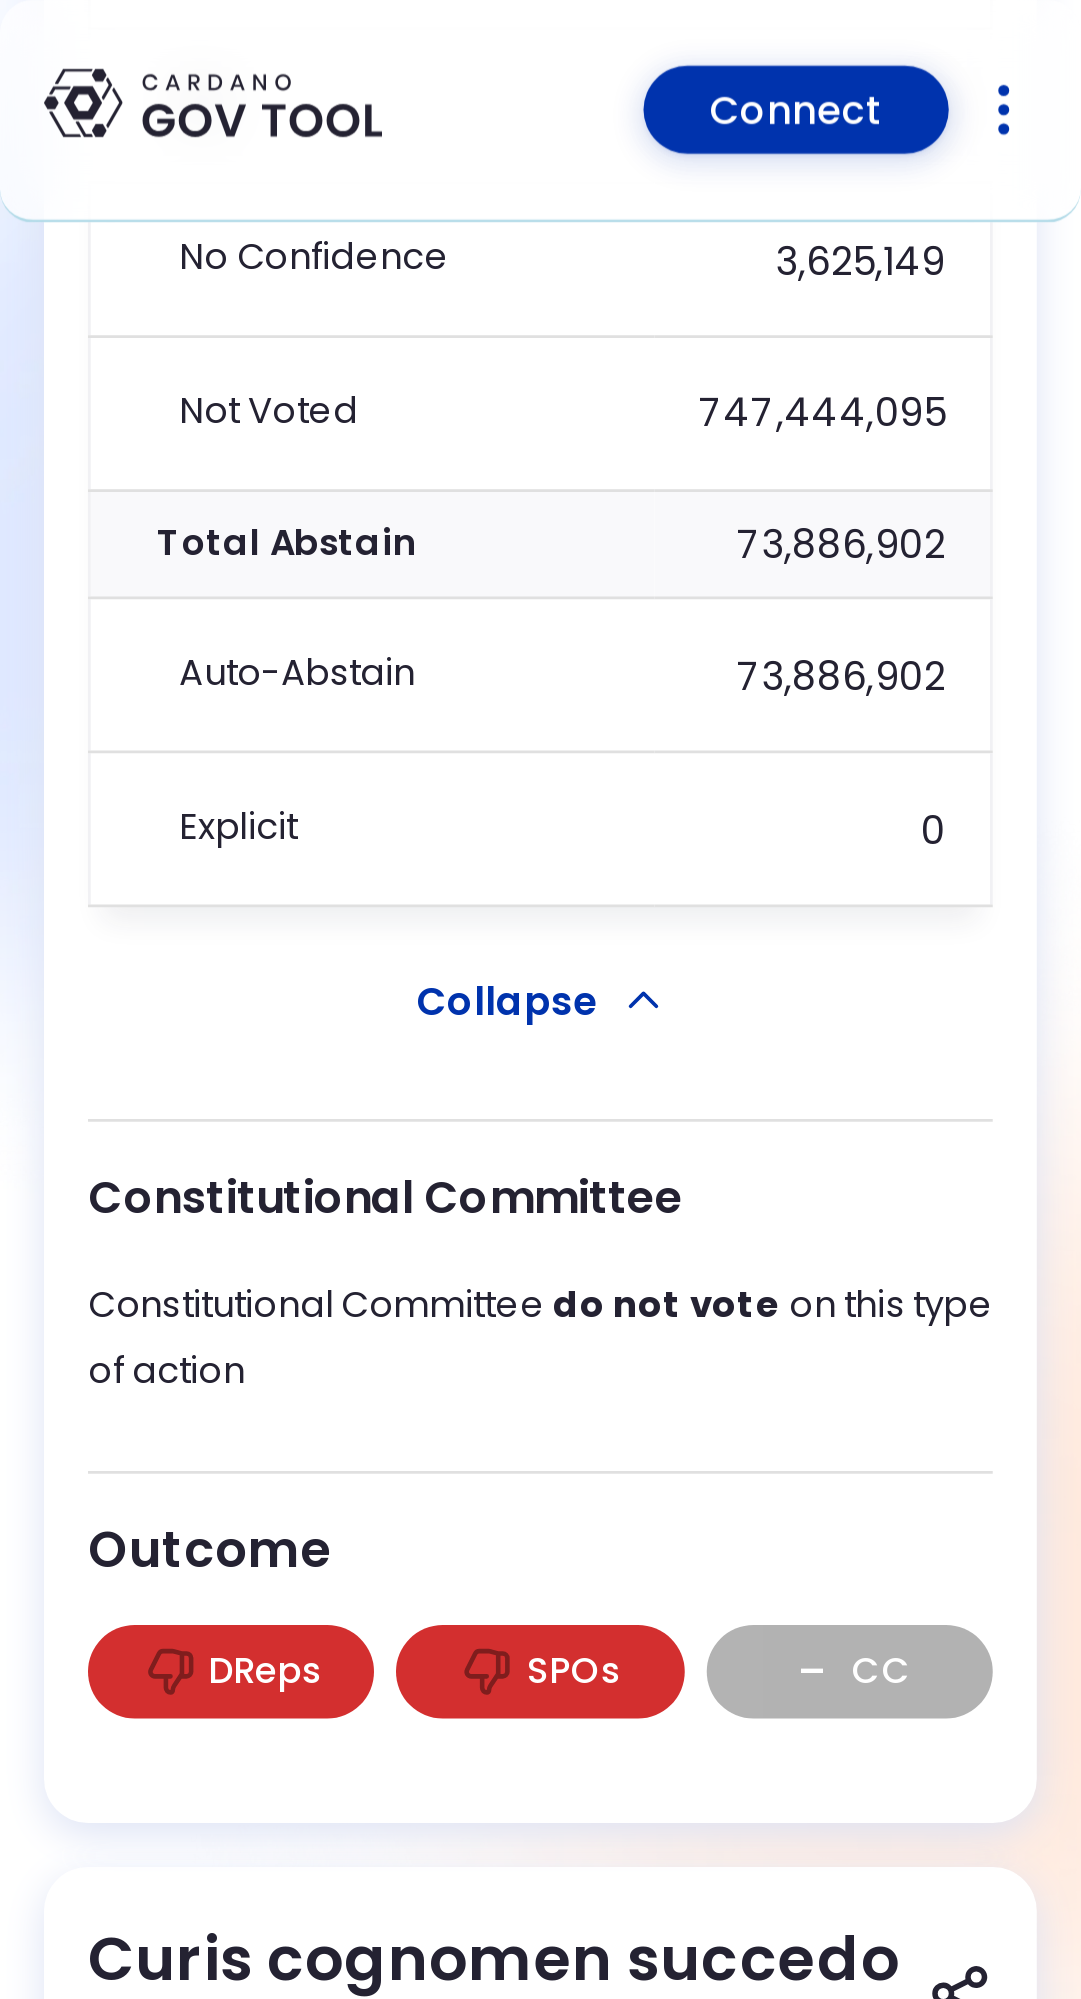 CARDANO
GOV TOOL
Connect
No Confidence 3,625,149
Not Voted 747,444,095
Total Abstain 73,886,902
Auto-Abstain 73,886,902
Explicit 0
Collapse
Constitutional Committee
Constitutional Committee do not vote on this type
of action
Outcome
DReps SPOs – CC
Curis cognomen succedo